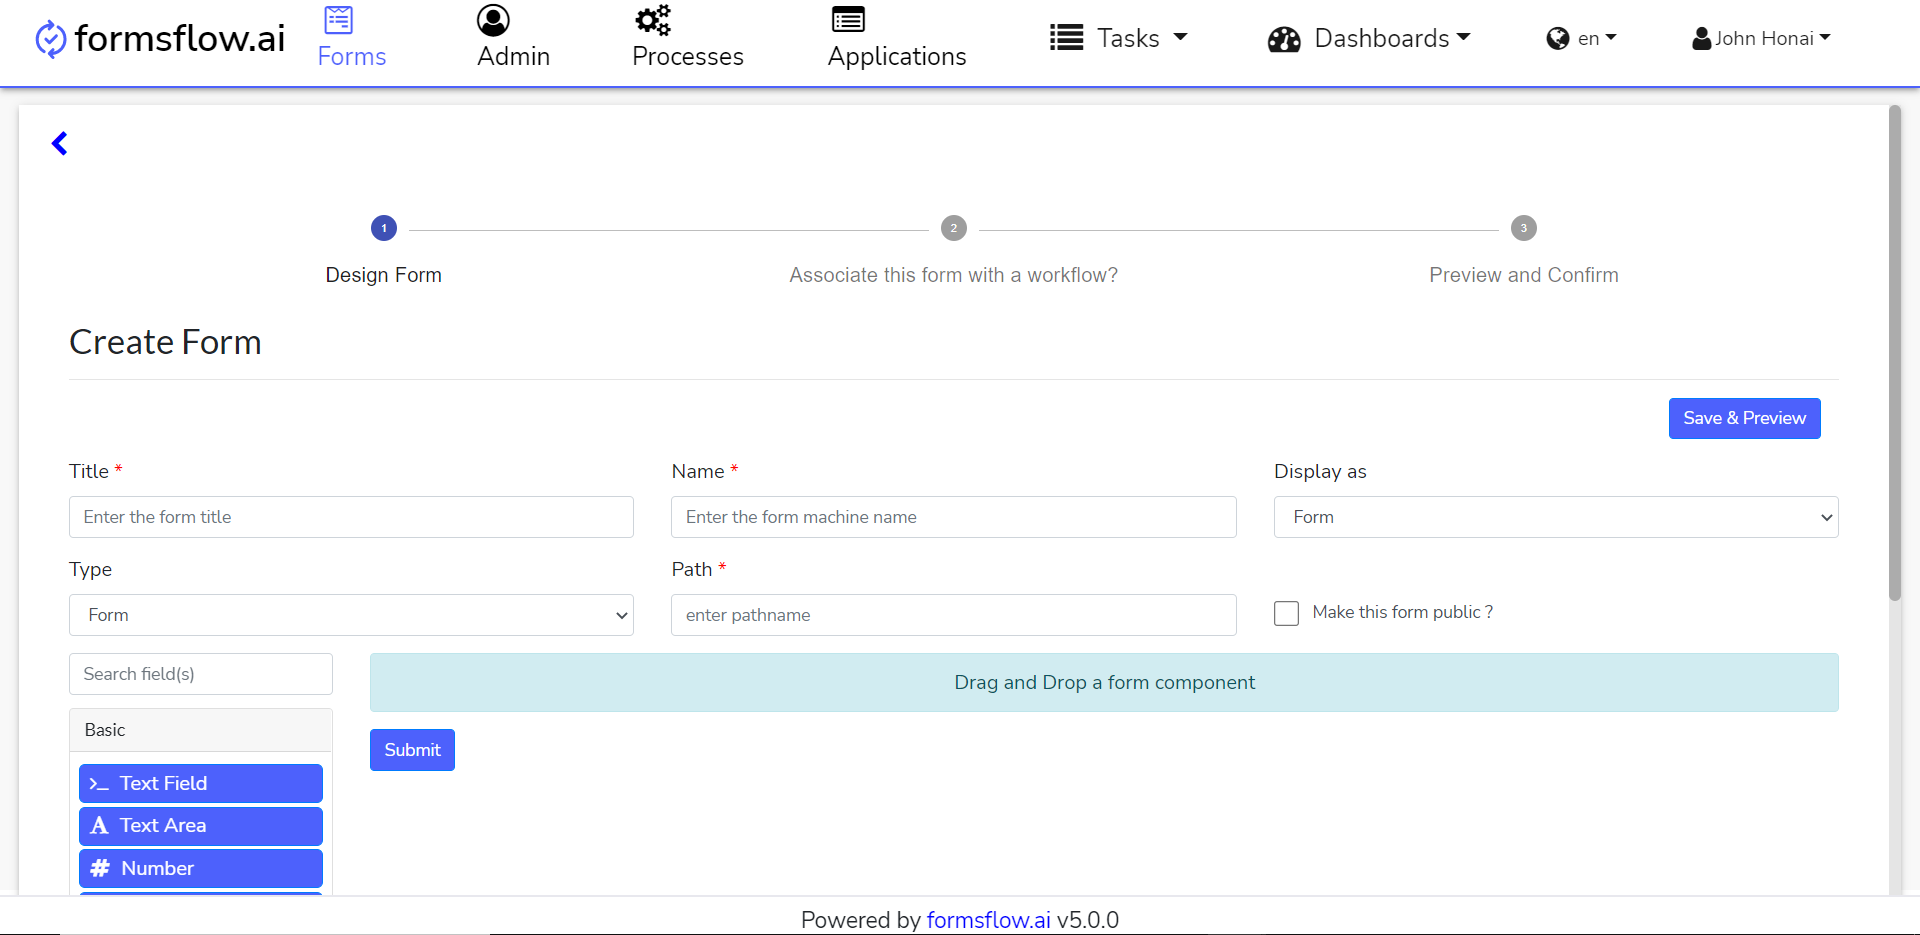 formsflow.ai
Forms
Admin
Processes
Applications
Tasks
Dashboards
en
John Honai
1
2
3
Design Form
Associate this form with a workflow?
Preview and Confirm
Create Form
Save & Preview
Title *
Name *
Display as
Enter the form title
Enter the form machine name
Form
Type
Path *
Form
enter pathname
Make this form public ?
Search field(s)
Drag and Drop a form component
Basic
Submit
Text Field
Text Area
Number
Powered by formsflow.ai v5.0.0